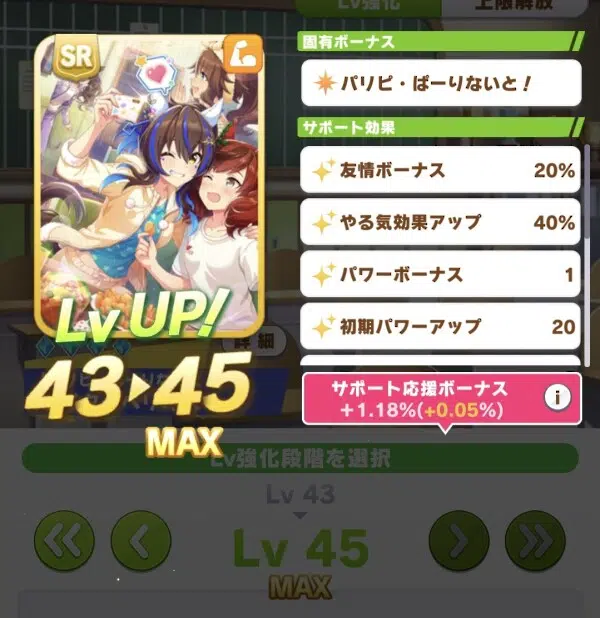 Lv強化
上限解放
SR
固有ボーナス
パリピ・ぱーりないと!
サポート効果
友情ボーナス 20%
やる気効果アップ 40%
パワーボーナス 1
初期パワーアップ 20
Lv UP!
詳細
43 45
MAX
サポート応援ボーナス
+1.18%(+0.05%)
i
Lv強化段階を選択
Lv 43
Lv 45
MAX